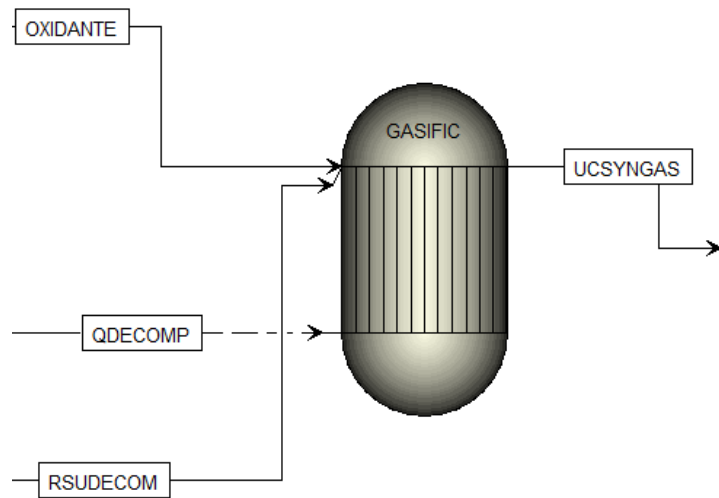 OXIDANTE
GASIFIC
UCSYNGAS
QDECOMP
RSUDECOM